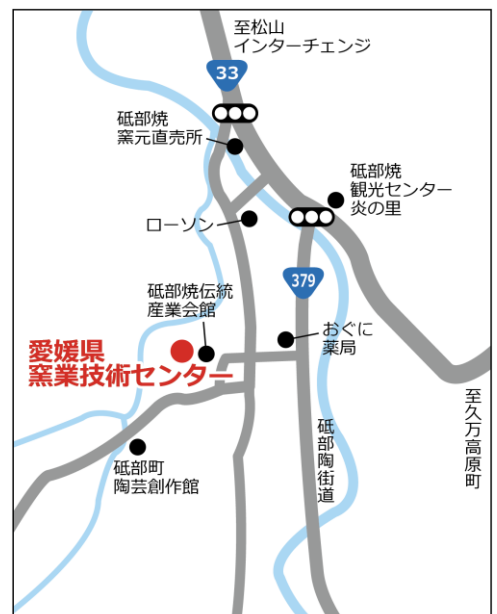 至松山
インターチェンジ
33
砥部焼
窯元直売所
砥部焼
観光センター
炎の里
ローソン
379
砥部焼伝統
産業会館
おぐに
薬局
愛媛県
窯業技術センター
至久万高原町
砥部陶街道
砥部町
陶芸創作館